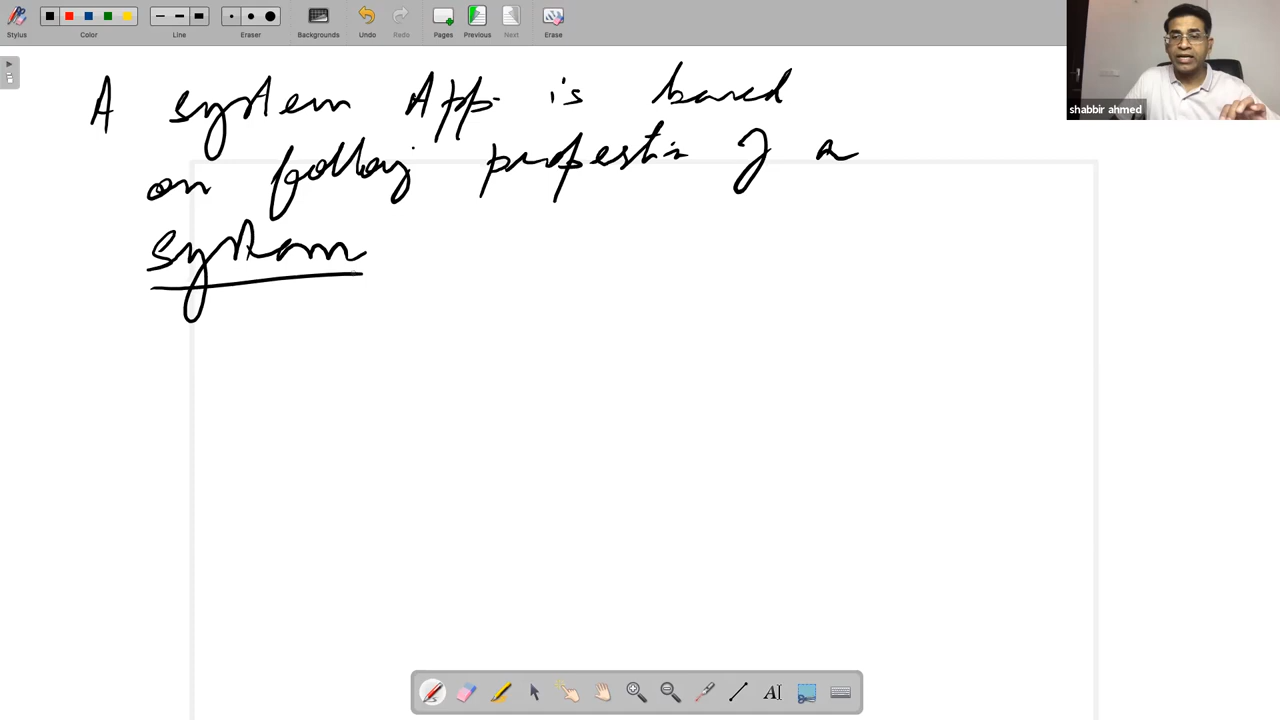 Stylus Color Line Eraser Backgrounds Undo Redo Pages Previous Next Erase
shabbir ahmed
A system App. is based
on following properties of a
system